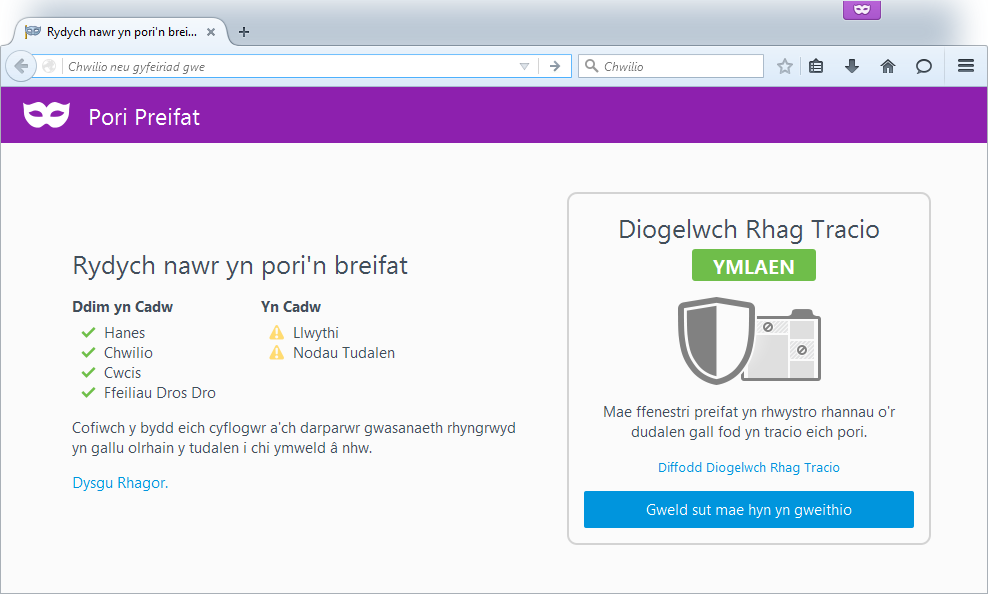 Rydych nawr yn pori'n brei...
Chwilio neu gyfeiriad gwe
Chwilio
Pori Preifat
Rydych nawr yn pori'n breifat
Ddim yn Cadw
Hanes
Chwilio
Cwcis
Ffeiliau Dros Dro
Yn Cadw
Llwythi
Nodau Tudalen
Cofiwch y bydd eich cyflogwr a'ch darparwr gwasanaeth rhyngrwyd
yn gallu olrhain y tudalen i chi ymweld â nhw.
Dysgu Rhagor.
Diogelwch Rhag Tracio
YMLAEN
Mae ffenestri preifat yn rhwystro rhannau o'r
dudalen gall fod yn tracio eich pori.
Diffodd Diogelwch Rhag Tracio
Gweld sut mae hyn yn gweithio